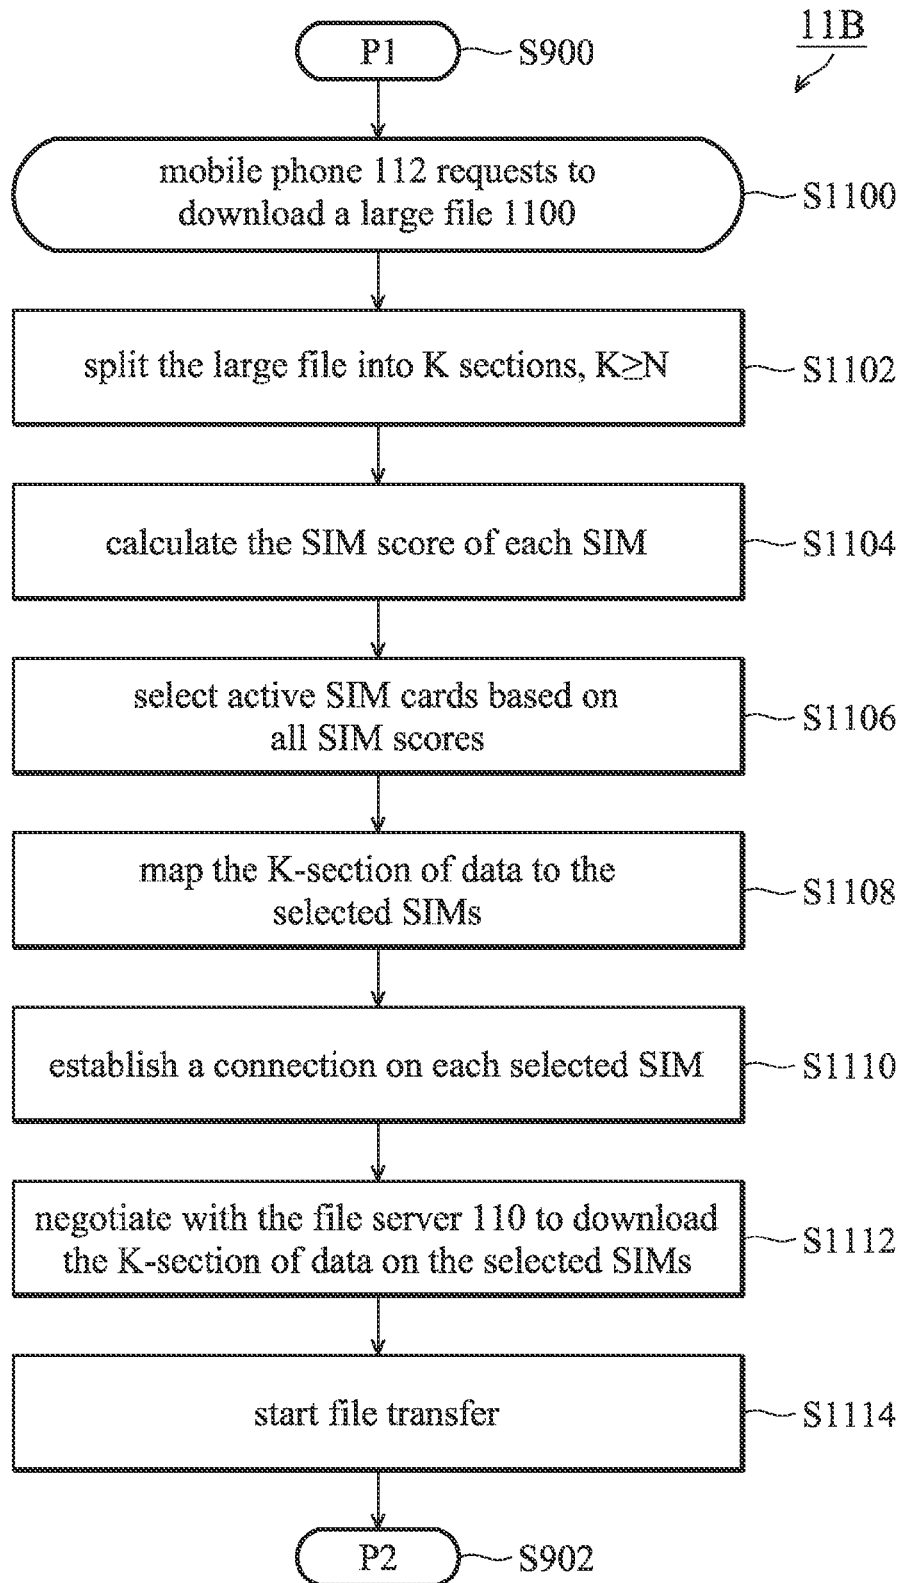 11B
P1
S900
mobile phone 112 requests to
download a large file 1100
S1100
split the large file into K sections, K≥N
S1102
calculate the SIM score of each SIM
S1104
select active SIM cards based on
all SIM scores
S1106
map the K-section of data to the
selected SIMs
S1108
establish a connection on each selected SIM
S1110
negotiate with the file server 110 to download
the K-section of data on the selected SIMs
S1112
start file transfer
S1114
P2
S902